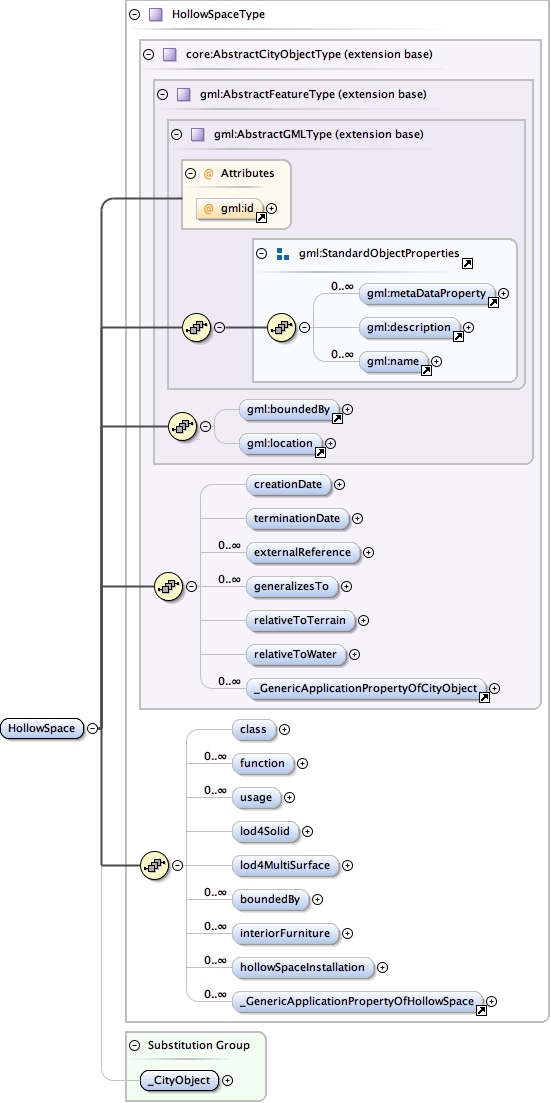 HollowSpaceType
core:AbstractCityObjectType (extension base)
gml:AbstractFeatureType (extension base)
gml:AbstractGMLType (extension base)
@ Attributes
@ gml:id
gml:StandardObjectProperties
0..∞
gml:metaDataProperty
gml:description
0..∞
gml:name
gml:boundedBy
gml:location
creationDate
terminationDate
0..∞
externalReference
0..∞
generalizesTo
relativeToTerrain
relativeToWater
0..∞
_GenericApplicationPropertyOfCityObject
HollowSpace
class
0..∞
function
0..∞
usage
lod4Solid
lod4MultiSurface
0..∞
boundedBy
0..∞
interiorFurniture
0..∞
hollowSpaceInstallation
0..∞
_GenericApplicationPropertyOfHollowSpace
Substitution Group
_CityObject